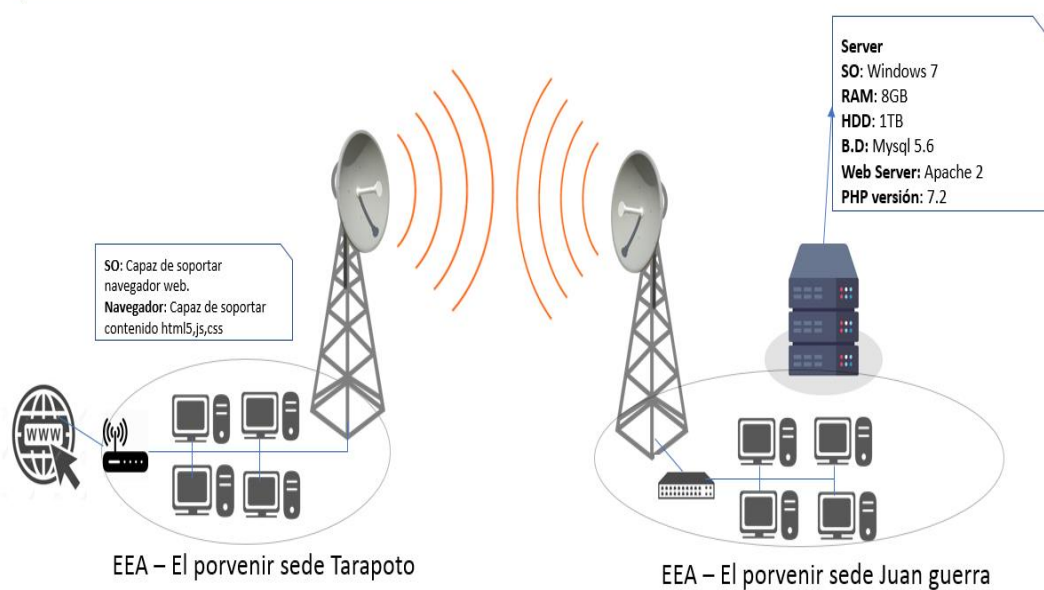 Server
SO: Windows 7
RAM: 8GB
HDD: 1TB
B.D: Mysql 5.6
Web Server: Apache 2
PHP versión: 7.2
SO: Capaz de soportar
navegador web.
Navegador: Capaz de soportar
contenido html5,js,css
WWW
EEA – El porvenir sede Tarapoto
EEA – El porvenir sede Juan guerra